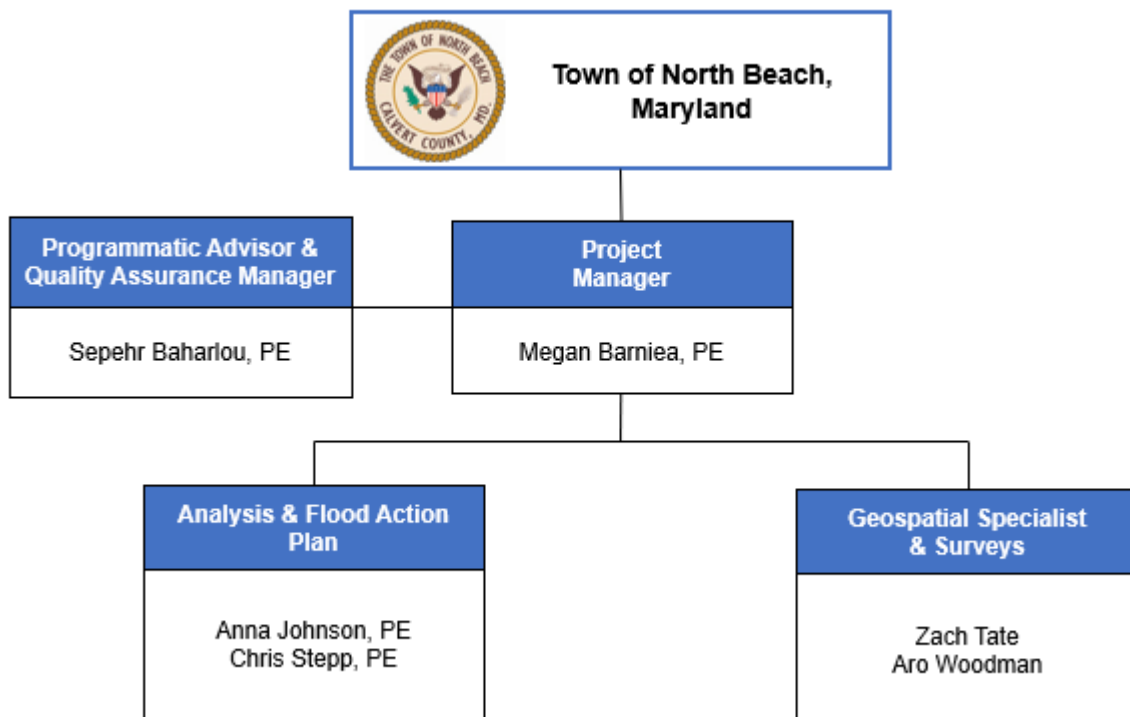 THE TOWN OF NORTH BEACH
CALVERT COUNTY, MD.
Town of North Beach,
Maryland
Programmatic Advisor &
Quality Assurance Manager
Sepehr Baharlou, PE
Project
Manager
Megan Barniea, PE
Analysis & Flood Action
Plan
Anna Johnson, PE
Chris Stepp, PE
Geospatial Specialist
& Surveys
Zach Tate
Aro Woodman